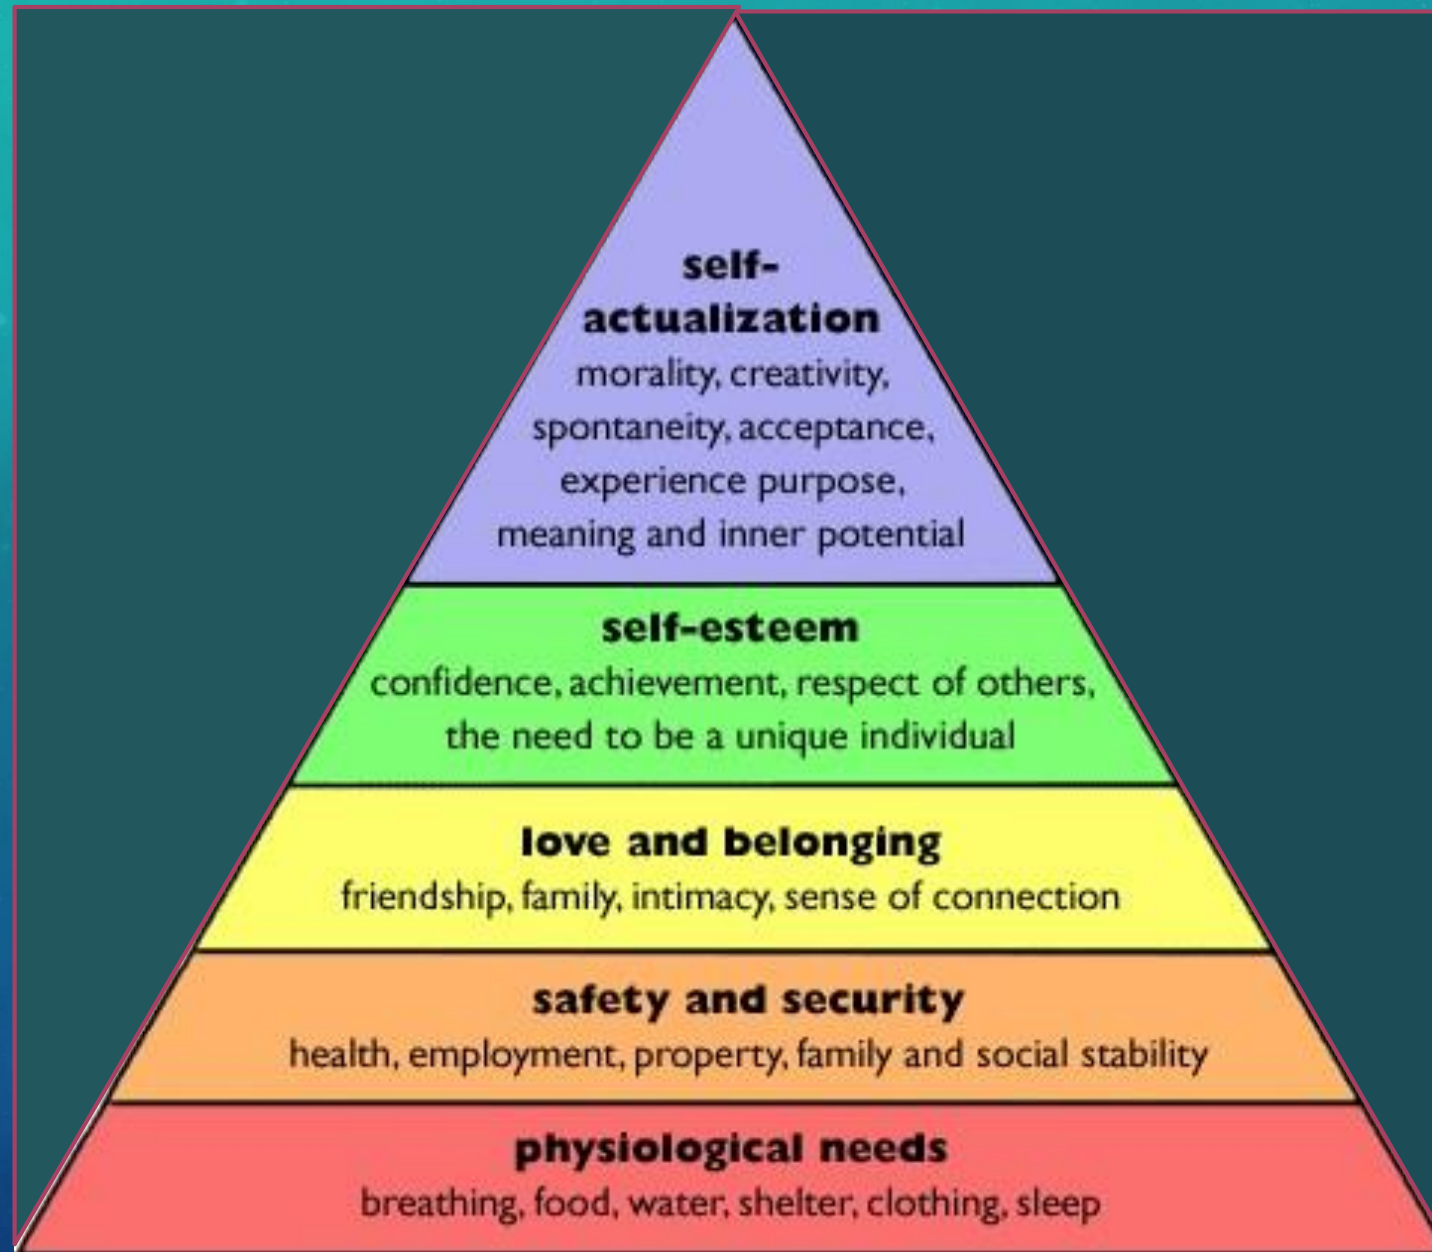 self-
actualization
morality, creativity,
spontaneity, acceptance,
experience purpose,
meaning and inner potential
self-esteem
confidence, achievement, respect of others,
the need to be a unique individual
love and belonging
friendship, family, intimacy, sense of connection
safety and security
health, employment, property, family and social stability
physiological needs
breathing, food, water, shelter, clothing, sleep